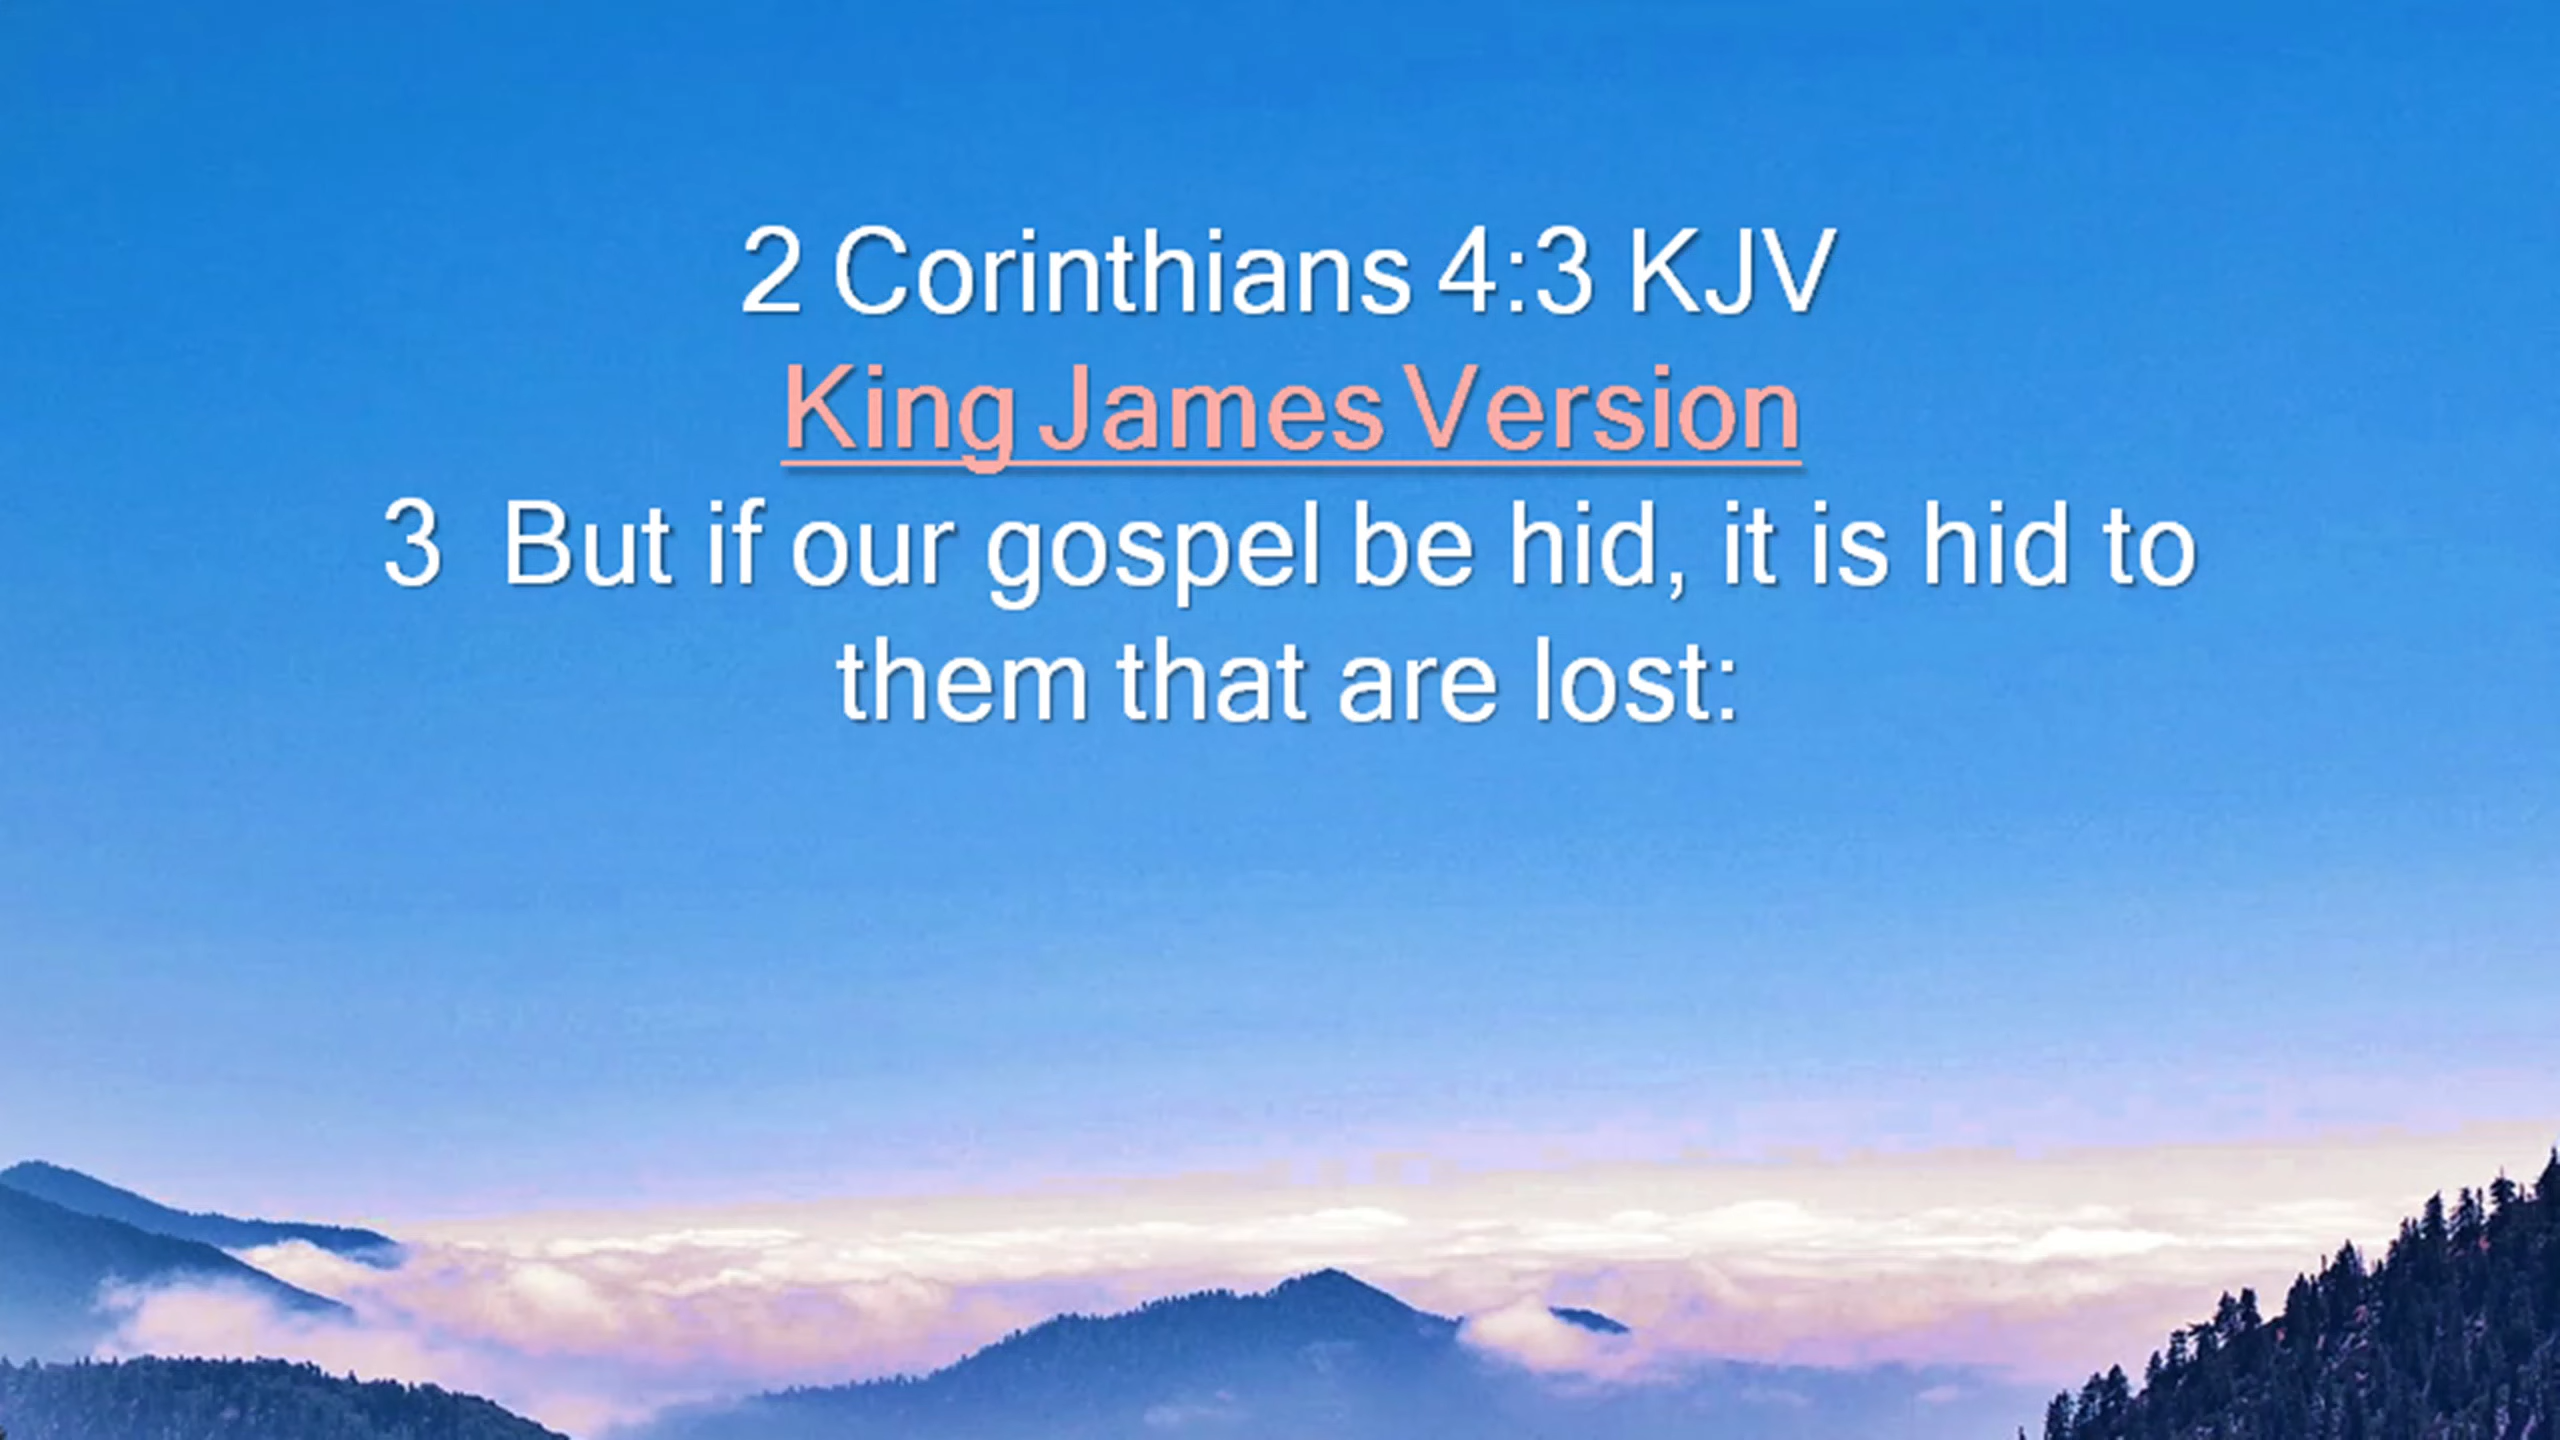 2 Corinthians 4:3 KJV
King James Version
3  But if our gospel be hid, it is hid to
them that are lost: